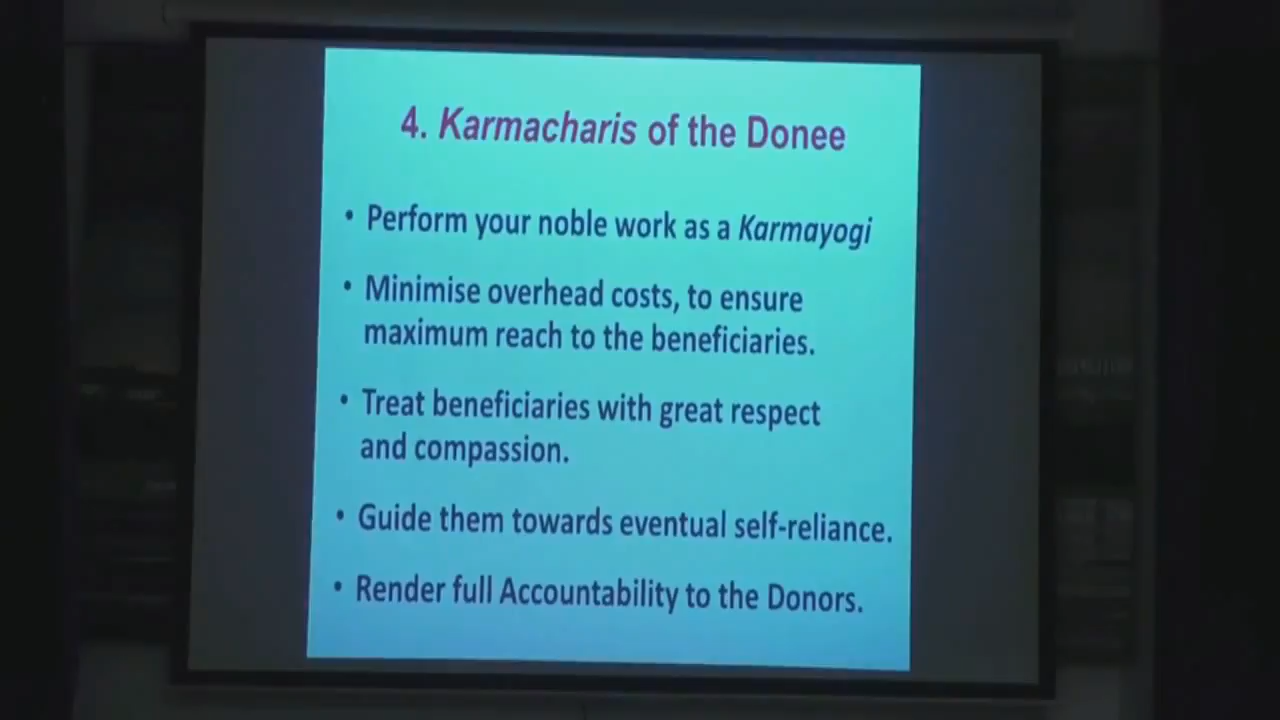 4. Karmacharis of the Donee
• Perform your noble work as a Karmayogi
• Minimise overhead costs, to ensure
maximum reach to the beneficiaries.
• Treat beneficiaries with great respect
and compassion.
• Guide them towards eventual self-reliance.
• Render full Accountability to the Donors.